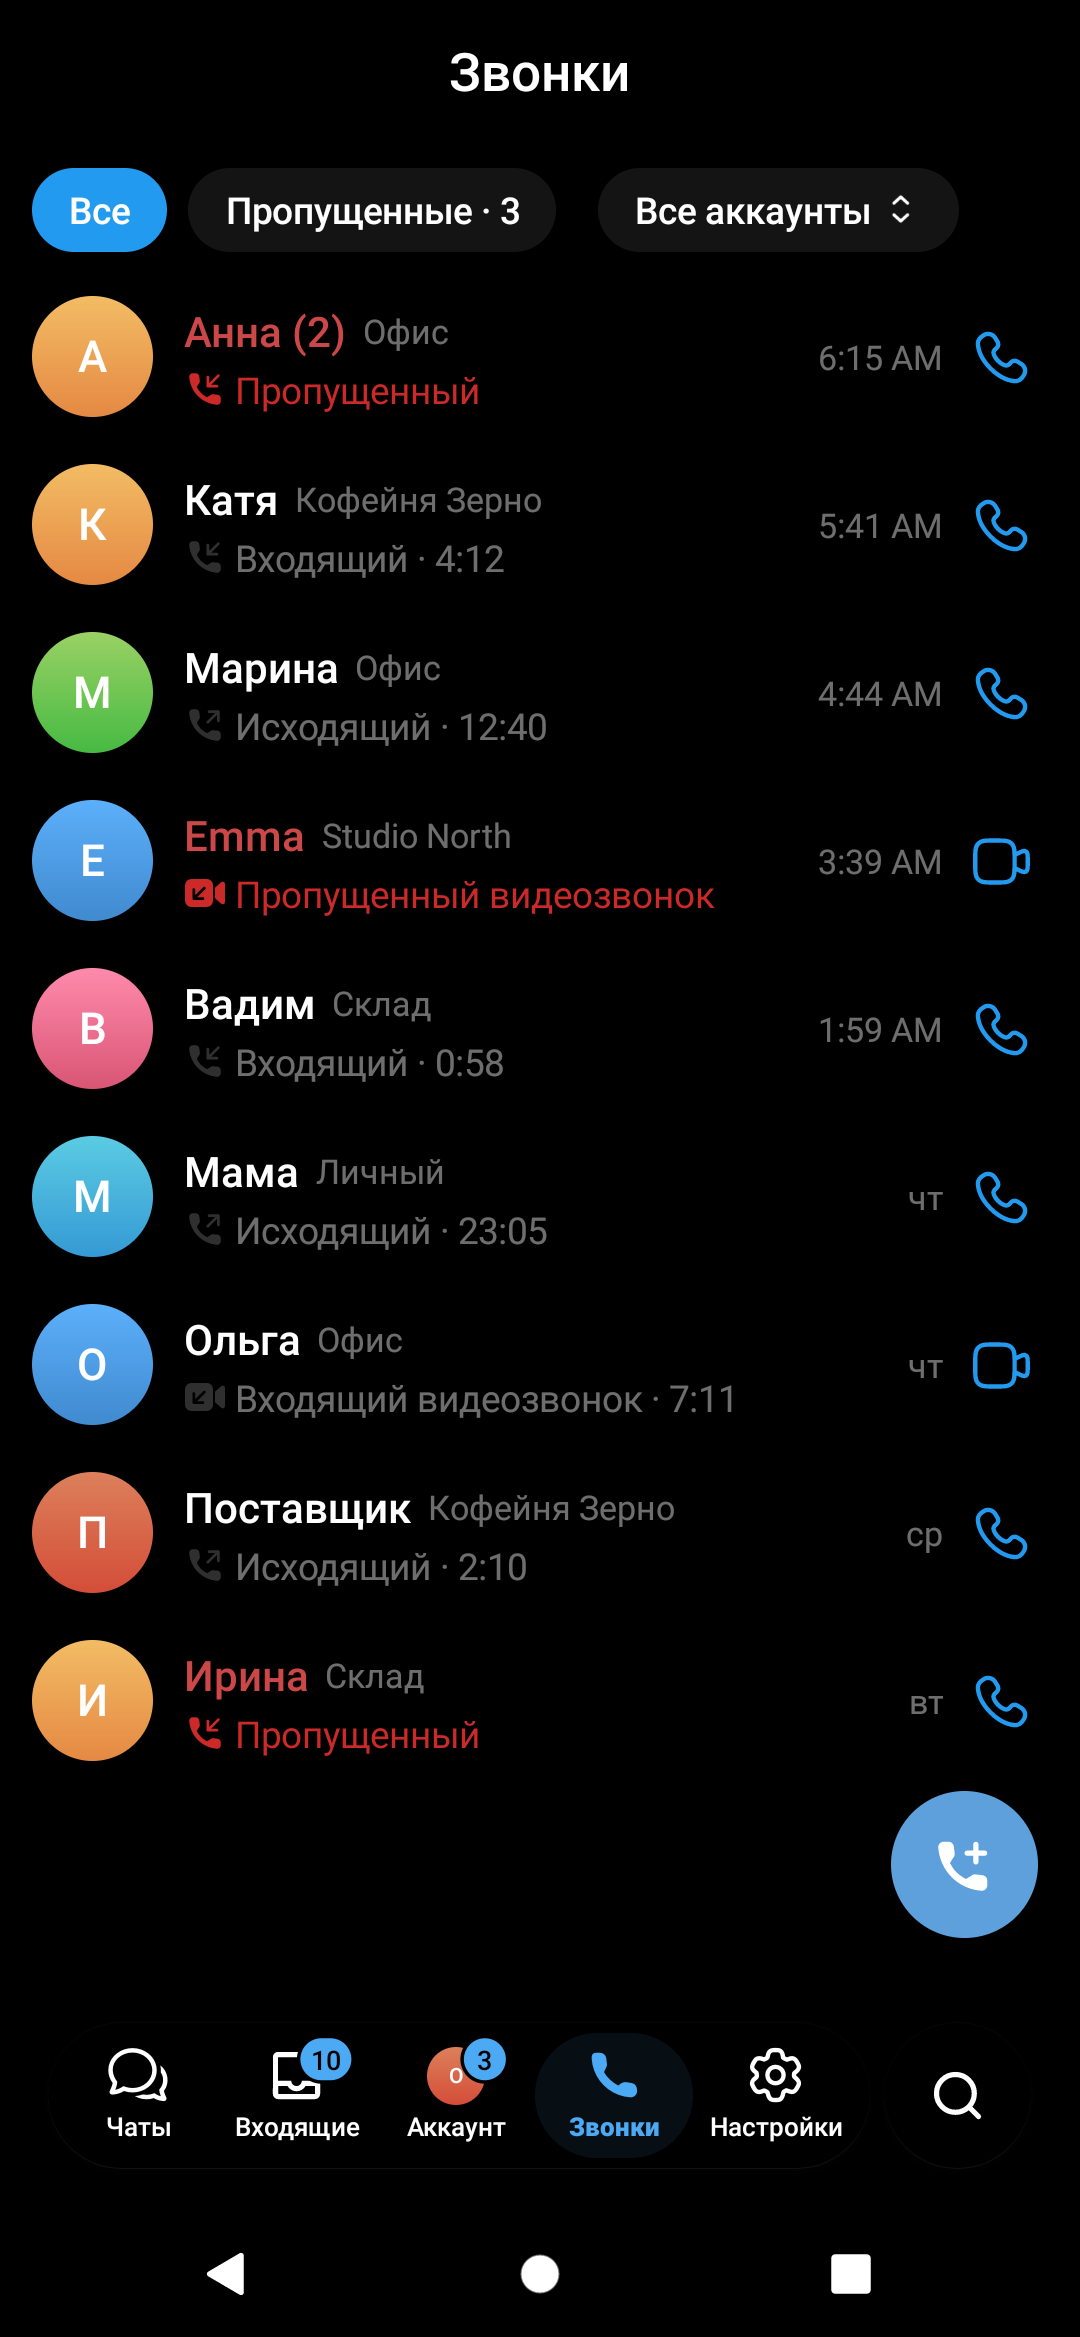 Звонки
Все
Пропущенные · 3
Все аккаунты
А
Анна (2) Офис
Пропущенный
6:15 AM
К
Катя Кофейня Зерно
Входящий · 4:12
5:41 AM
М
Марина Офис
Исходящий · 12:40
4:44 AM
E
Emma Studio North
Пропущенный видеозвонок
3:39 AM
В
Вадим Склад
Входящий · 0:58
1:59 AM
М
Мама Личный
Исходящий · 23:05
чт
О
Ольга Офис
Входящий видеозвонок · 7:11
чт
П
Поставщик Кофейня Зерно
Исходящий · 2:10
ср
И
Ирина Склад
Пропущенный
вт
Чаты
10
Входящие
О
3
Аккаунт
Звонки
Настройки